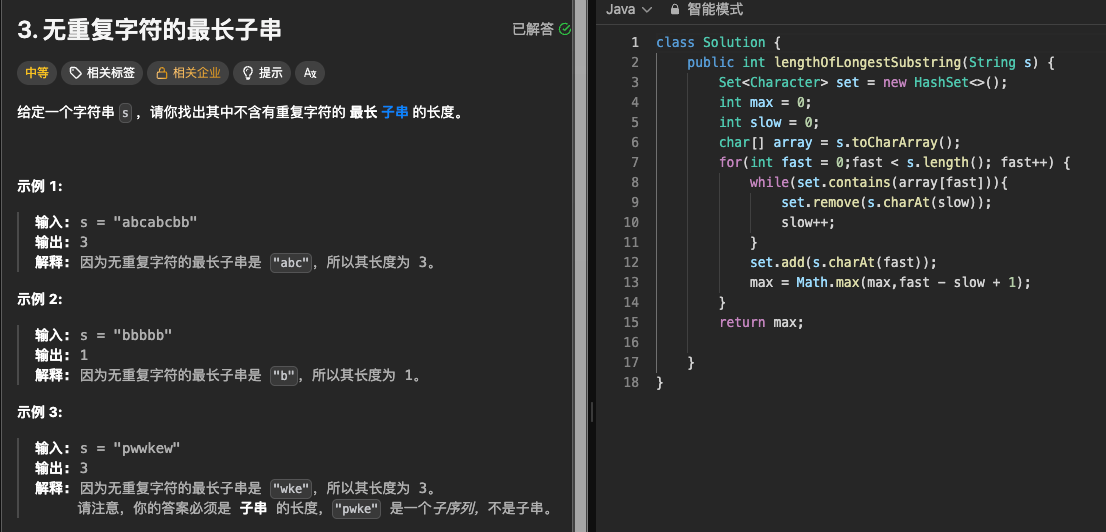 3. 无重复字符的最长子串
已解答
中等 相关标签 相关企业 提示 Aχ
给定一个字符串 s ，请你找出其中不含有重复字符的 最长 子串 的长度。
示例 1:
输入: s = "abcabcbb"
输出: 3
解释: 因为无重复字符的最长子串是 "abc"，所以其长度为 3。
示例 2:
输入: s = "bbbbb"
输出: 1
解释: 因为无重复字符的最长子串是 "b"，所以其长度为 1。
示例 3:
输入: s = "pwwkew"
输出: 3
解释: 因为无重复字符的最长子串是 "wke"，所以其长度为 3。
请注意，你的答案必须是 子串 的长度，"pwke" 是一个子序列，不是子串。
Java 智能模式
1 class Solution {
2 public int lengthOfLongestSubstring(String s) {
3 Set<Character> set = new HashSet<>();
4 int max = 0;
5 int slow = 0;
6 char[] array = s.toCharArray();
7 for(int fast = 0;fast < s.length(); fast++) {
8 while(set.contains(array[fast])){
9 set.remove(s.charAt(slow));
10 slow++;
11 }
12 set.add(s.charAt(fast));
13 max = Math.max(max,fast - slow + 1);
14 }
15 return max;
16
17 }
18 }